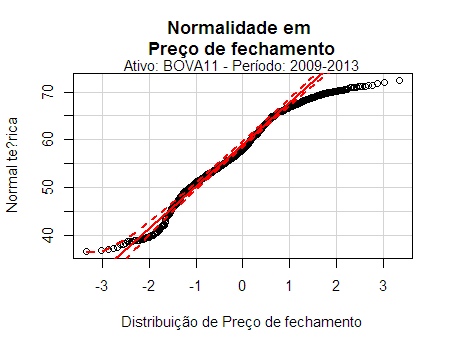 Normalidade em
Preço de fechamento
Ativo: BOVA11 - Período: 2009-2013
Normal te?rica
70
60
50
40
-3 -2 -1 0 1 2 3
Distribuição de Preço de fechamento